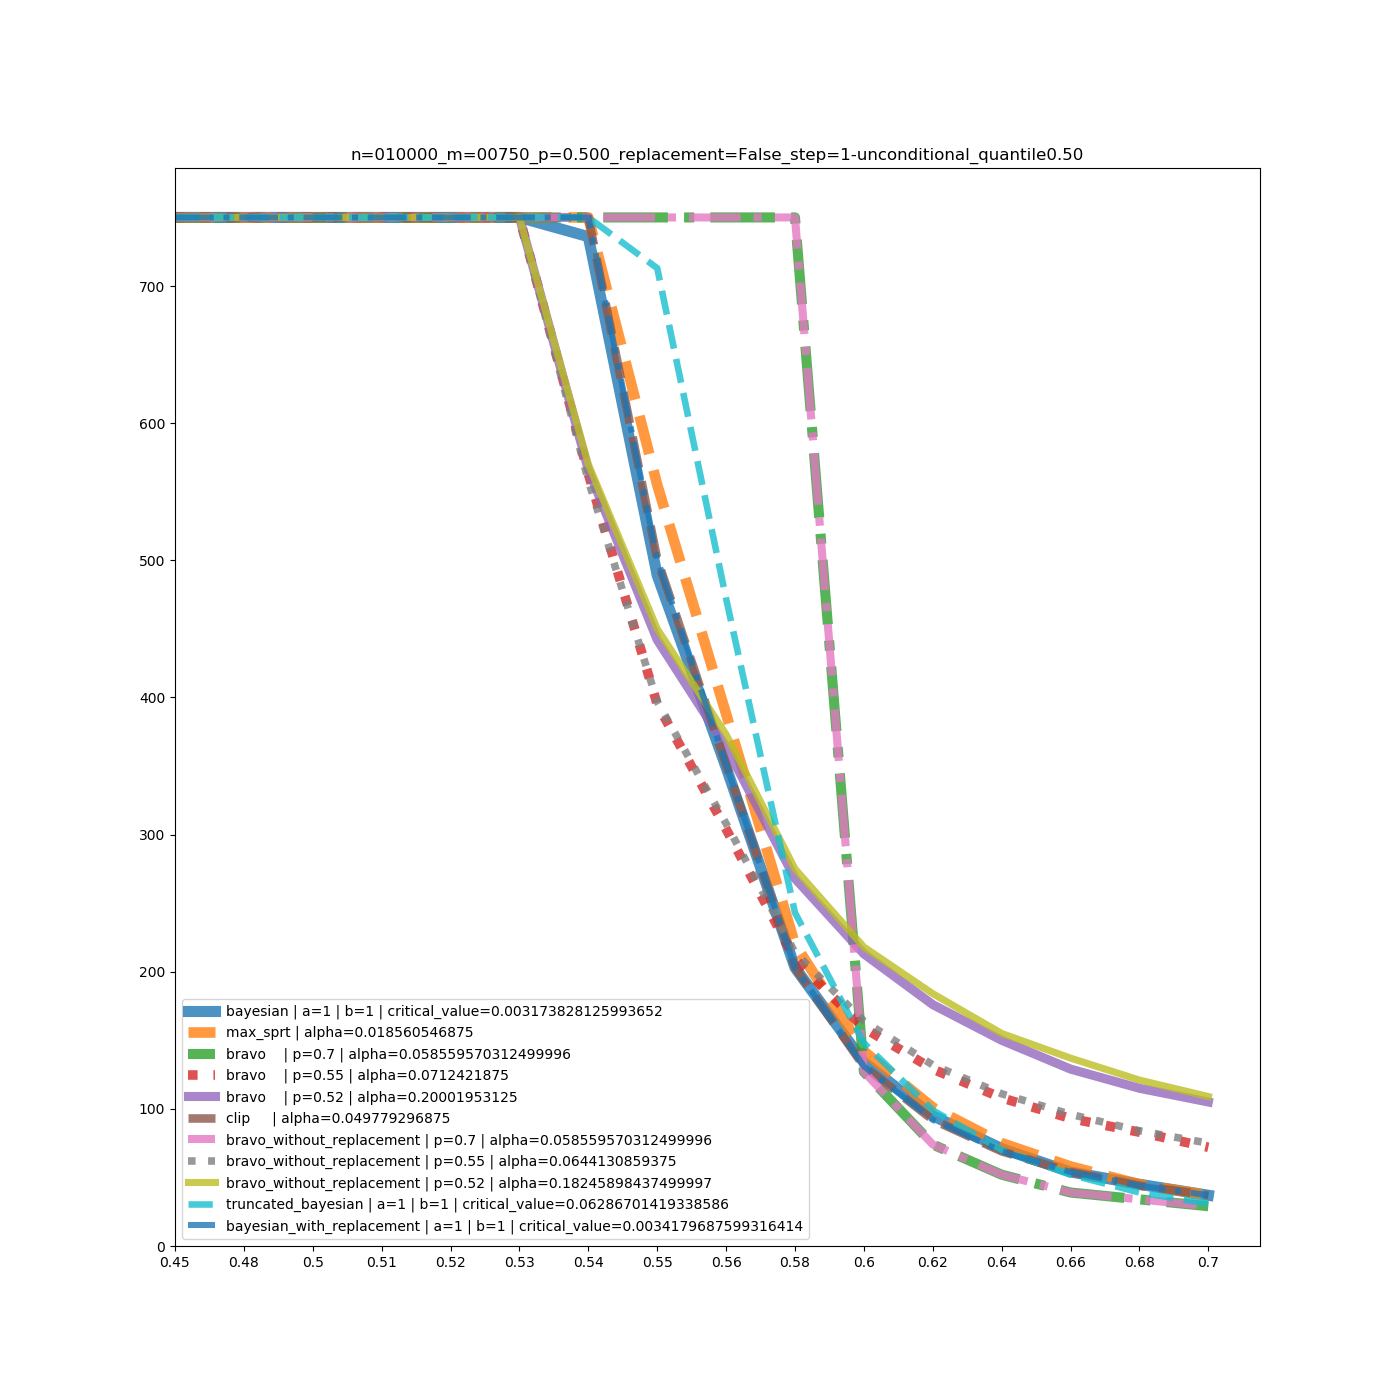 n=010000_m=00750_p=0.500_replacement=False_step=1-unconditional_quantile0.50
700
600
500
400
300
200
100
0
bayesian | a=1 | b=1 | critical_value=0.003173828125993652
max_sprt | alpha=0.018560546875
bravo | p=0.7 | alpha=0.058559570312499996
bravo | p=0.55 | alpha=0.0712421875
bravo | p=0.52 | alpha=0.20001953125
clip | alpha=0.049779296875
bravo_without_replacement | p=0.7 | alpha=0.058559570312499996
bravo_without_replacement | p=0.55 | alpha=0.0644130859375
bravo_without_replacement | p=0.52 | alpha=0.18245898437499997
truncated_bayesian | a=1 | b=1 | critical_value=0.06286701419338586
bayesian_with_replacement | a=1 | b=1 | critical_value=0.0034179687599316414
0.45 0.48 0.5 0.51 0.52 0.53 0.54 0.55 0.56 0.58 0.6 0.62 0.64 0.66 0.68 0.7